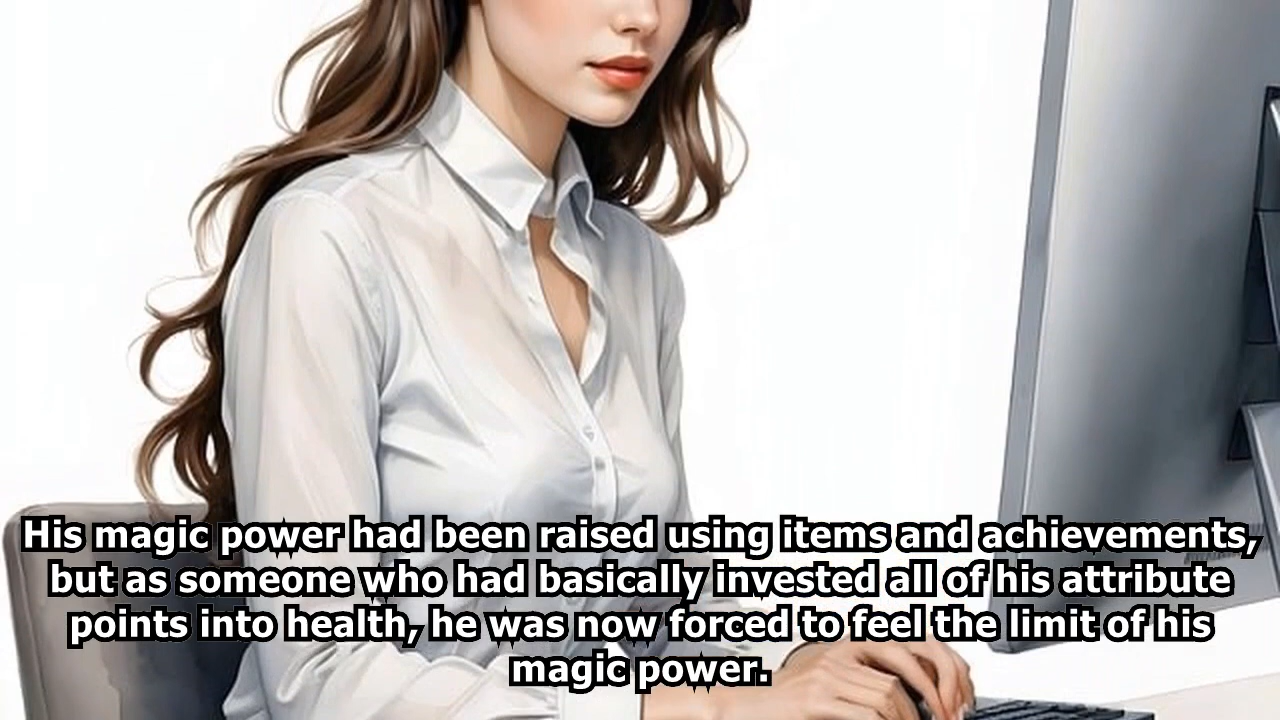 His magic power had been raised using items and achievements,
but as someone who had basically invested all of his attribute
points into health, he was now forced to feel the limit of his
magic power.